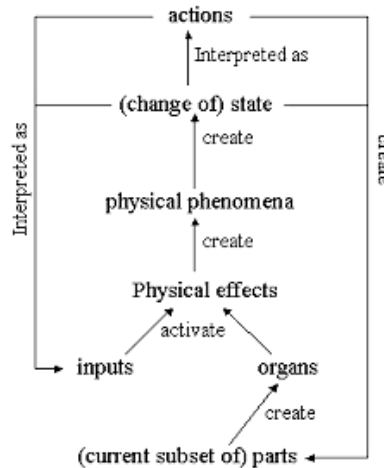 actions
Interpreted as
(change of) state
create
Interpreted as
create
physical phenomena
create
Physical effects
activate
inputs
organs
create
(current subset of) parts